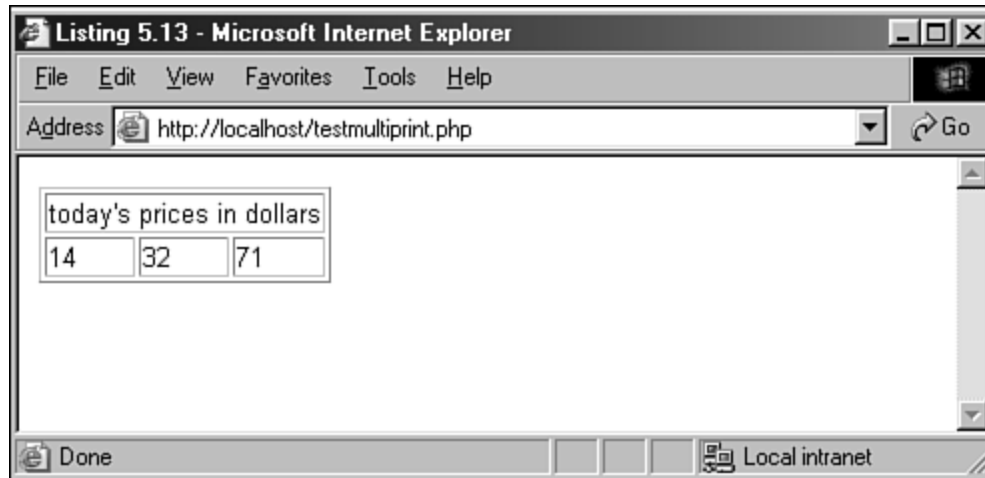 Listing 5.13 - Microsoft Internet Explorer
File Edit View Favorites Tools Help
Address http://localhost/testmultiprint.php Go
today's prices in dollars
14 32 71
Done Local intranet